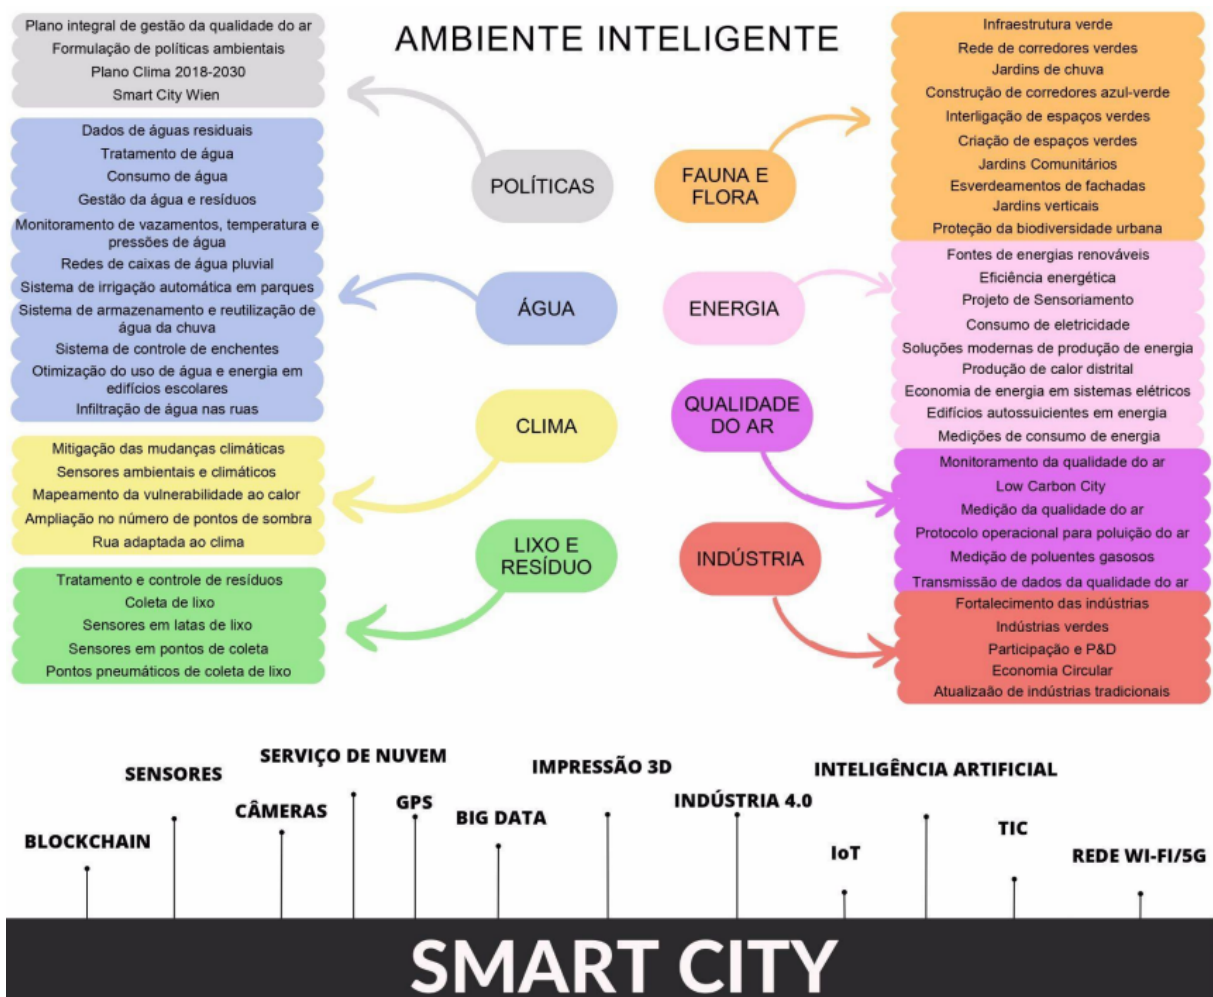 AMBIENTE INTELIGENTE
Plano integral de gestão da qualidade do ar
Formulação de políticas ambientais
Plano Clima 2018-2030
Smart City Wien
POLÍTICAS
Dados de águas residuais
Tratamento de água
Consumo de água
Gestão da água e resíduos
Monitoramento de vazamentos, temperatura e
pressões de água
Redes de caixas de água pluvial
Sistema de irrigação automática em parques
Sistema de armazenamento e reutilização de
água da chuva
Sistema de controle de enchentes
Otimização do uso de água e energia em
edifícios escolares
Infiltração de água nas ruas
ÁGUA
Mitigação das mudanças climáticas
Sensores ambientais e climáticos
Mapeamento da vulnerabilidade ao calor
Ampliação no número de pontos de sombra
Rua adaptada ao clima
CLIMA
Tratamento e controle de resíduos
Coleta de lixo
Sensores em latas de lixo
Sensores em pontos de coleta
Pontos pneumáticos de coleta de lixo
LIXO E
RESÍDUO
FAUNA E
FLORA
Infraestrutura verde
Rede de corredores verdes
Jardins de chuva
Construção de corredores azul-verde
Interligação de espaços verdes
Criação de espaços verdes
Jardins Comunitários
Esverdeamentos de fachadas
Jardins verticais
Proteção da biodiversidade urbana
ENERGIA
Fontes de energias renováveis
Eficiência energética
Projeto de Sensoriamento
Consumo de eletricidade
Soluções modernas de produção de energia
Produção de calor distrital
Economia de energia em sistemas elétricos
Edifícios autossuicientes em energia
Medições de consumo de energia
QUALIDADE
DO AR
Monitoramento da qualidade do ar
Low Carbon City
Medição da qualidade do ar
Protocolo operacional para poluição do ar
Medição de poluentes gasosos
Transmissão de dados da qualidade do ar
INDÚSTRIA
Fortalecimento das indústrias
Indústrias verdes
Participação e P&D
Economia Circular
Atualizaão de indústrias tradicionais
BLOCKCHAIN
SENSORES
CÂMERAS
SERVIÇO DE NUVEM
GPS
BIG DATA
IMPRESSÃO 3D
INDÚSTRIA 4.0
IoT
INTELIGÊNCIA ARTIFICIAL
TIC
REDE WI-FI/5G
SMART CITY